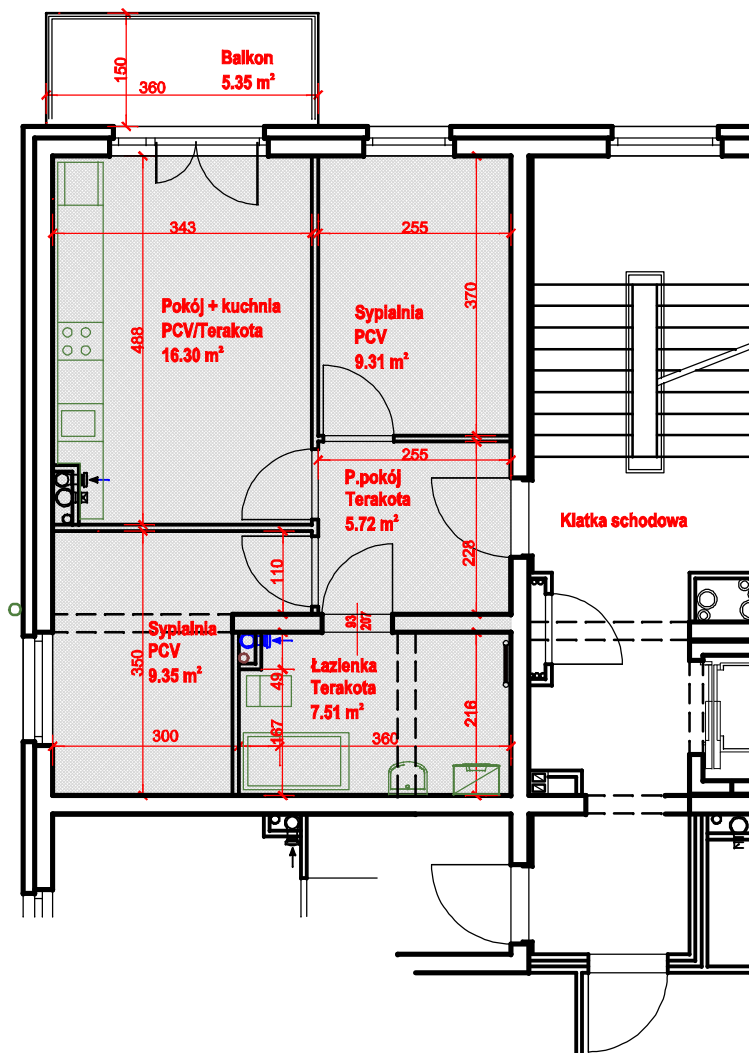 Balkon
5.35 m²
150
360
343
255
370
488
Pokój + kuchnia
PCV/Terakota
16.30 m²
Sypialnia
PCV
9.31 m²
255
P.pokój
Terakota
5.72 m²
228
Klatka schodowa
110
93
207
Sypialnia
PCV
9.35 m²
350
Łazienka
Terakota
7.51 m²
49
167
216
300
360